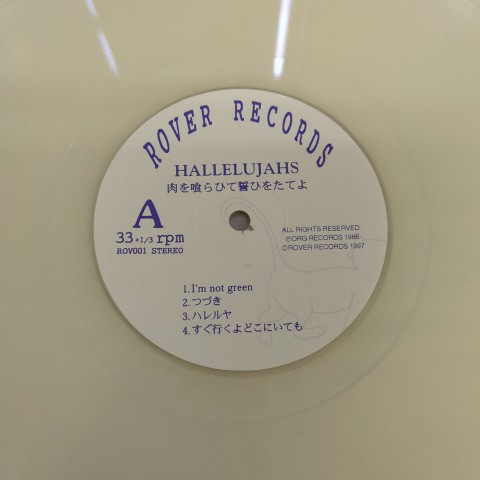 ROVER RECORDS
HALLELUJAHS
肉を喰らひて誓ひをたてよ
A
33+1/3 rpm
ROV001 STEREO
ALL RIGHTS RESERVED.
ⓅORG RECORDS 1986
©ROVER RECORDS 1997
1.I'm not green
2.つづき
3.ハレルヤ
4.すぐ行くよどこにいても